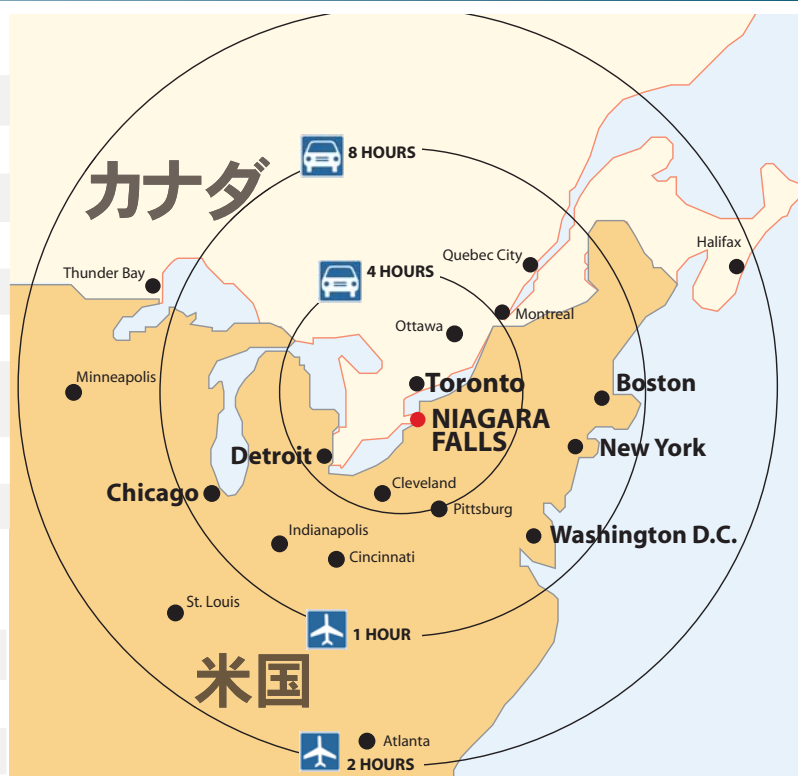 8 HOURS
カナダ
Halifax
Quebec City
Thunder Bay
4 HOURS
Montreal
Ottawa
Minneapolis
Toronto
Boston
NIAGARA
FALLS
New York
Detroit
Cleveland
Chicago
Pittsburg
Indianapolis
Washington D.C.
Cincinnati
St. Louis
1 HOUR
米国
Atlanta
2 HOURS